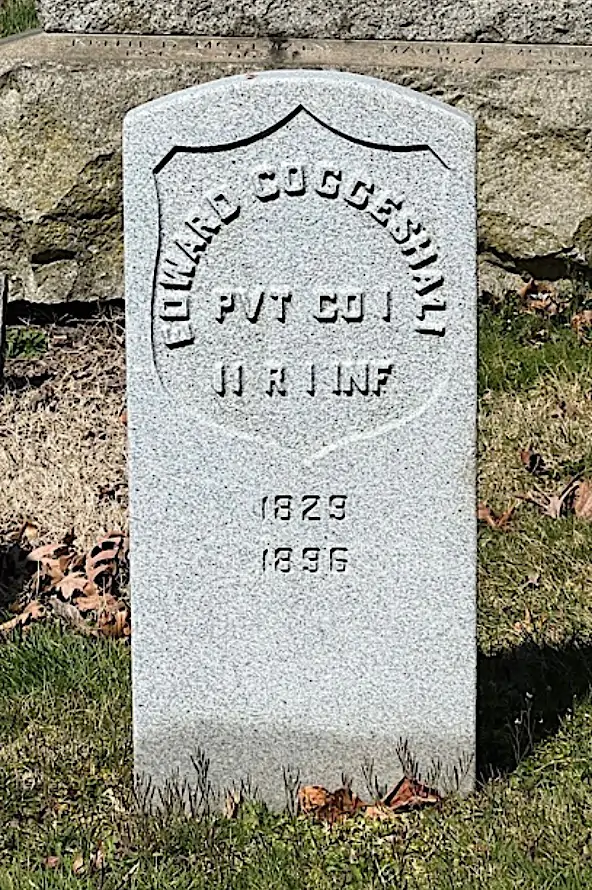 EDWARD COGGESHALL
PVT CO I
11 R I INF
1829
1896